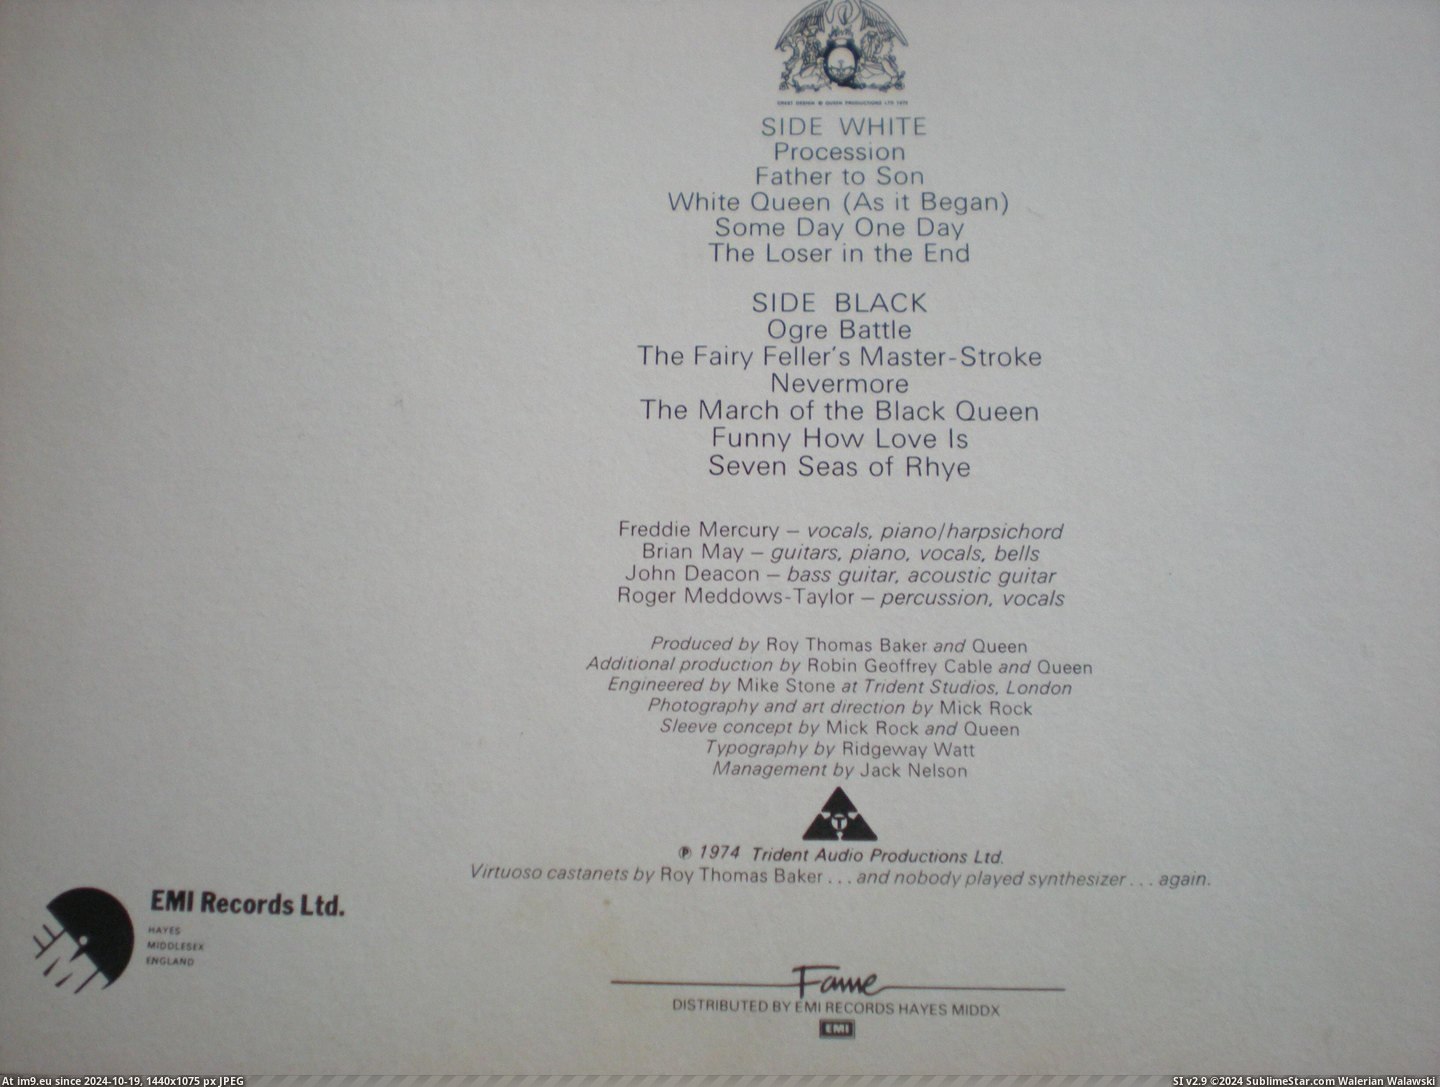 CREST DESIGN © QUEEN PRODUCTIONS LTD 1973
SIDE WHITE
Procession
Father to Son
White Queen (As it Began)
Some Day One Day
The Loser in the End
SIDE BLACK
Ogre Battle
The Fairy Feller's Master-Stroke
Nevermore
The March of the Black Queen
Funny How Love Is
Seven Seas of Rhye
Freddie Mercury – vocals, piano/harpsichord
Brian May – guitars, piano, vocals, bells
John Deacon – bass guitar, acoustic guitar
Roger Meddows-Taylor – percussion, vocals
Produced by Roy Thomas Baker and Queen
Additional production by Robin Geoffrey Cable and Queen
Engineered by Mike Stone at Trident Studios, London
Photography and art direction by Mick Rock
Sleeve concept by Mick Rock and Queen
Typography by Ridgeway Watt
Management by Jack Nelson
T
℗ 1974 Trident Audio Productions Ltd.
Virtuoso castanets by Roy Thomas Baker . . . and nobody played synthesizer . . . again.
EMI
EMI Records Ltd.
HAYES
MIDDLESEX
ENGLAND
Fame
DISTRIBUTED BY EMI RECORDS HAYES MIDDX
EMI
At im9.eu since 2024-10-19, 1440x1075 px JPEG
SI v2.9 ©2024 SublimeStar.com Walerian Walawski